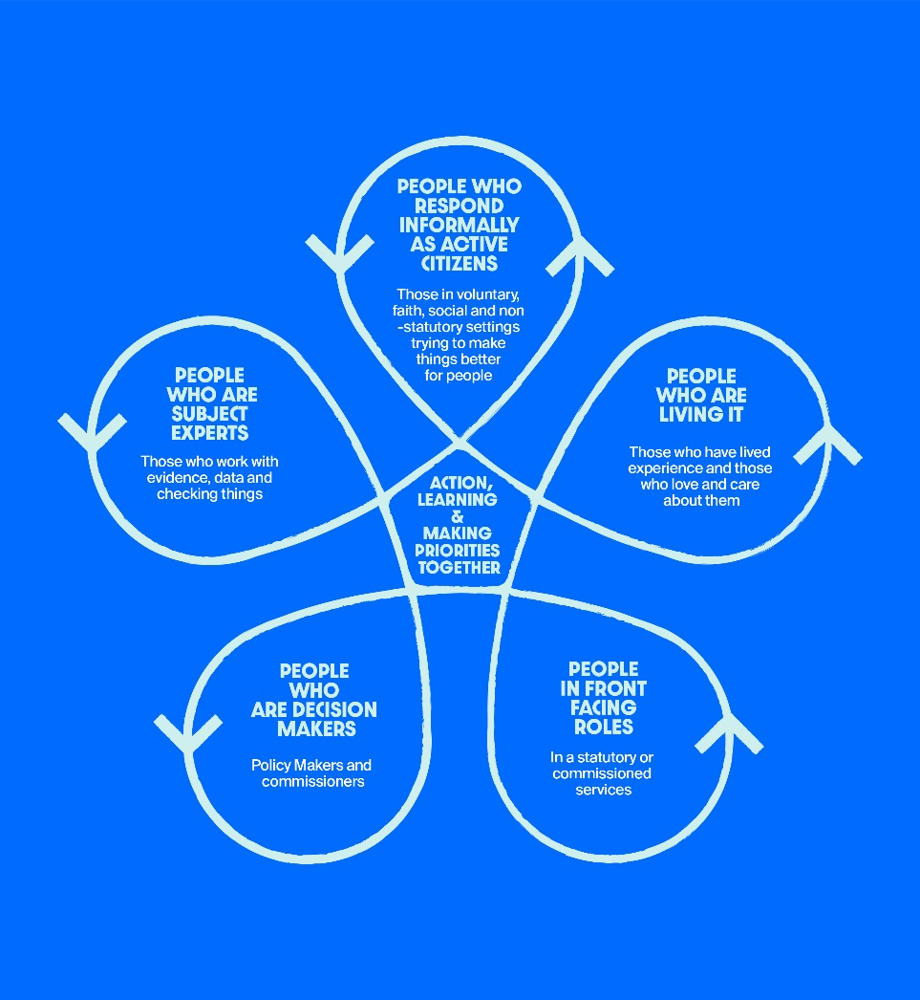 PEOPLE WHO
RESPOND
INFORMALLY
AS ACTIVE
CITIZENS
Those in voluntary,
faith, social and non
-statutory settings
trying to make
things better
for people
PEOPLE
WHO ARE
SUBJECT
EXPERTS
Those who work with
evidence, data and
checking things
PEOPLE
WHO ARE
LIVING IT
Those who have lived
experience and those
who love and care
about them
ACTION,
LEARNING
&
MAKING
PRIORITIES
TOGETHER
PEOPLE
WHO
ARE DECISION
MAKERS
Policy Makers and
commissioners
PEOPLE
IN FRONT
FACING
ROLES
In a statutory or
commissioned
services